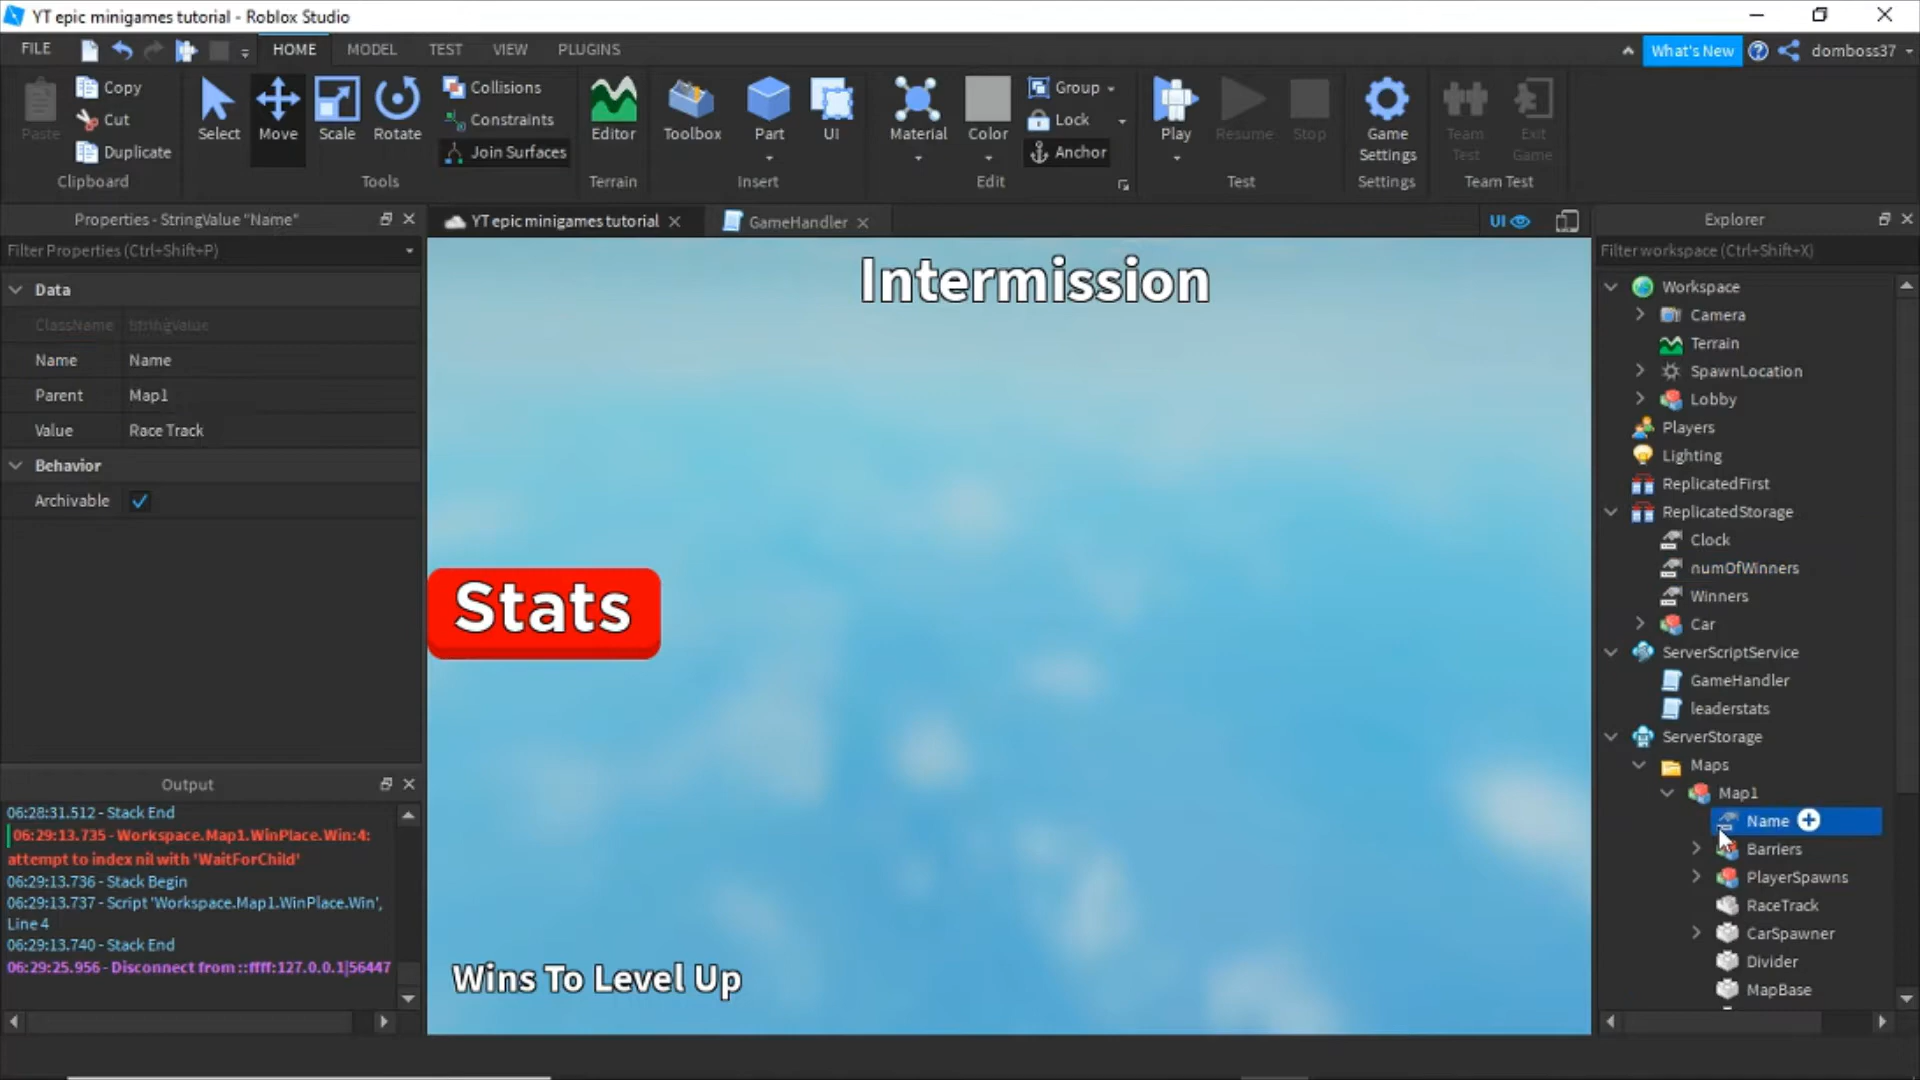 YT epic minigames tutorial - Roblox Studio
FILE HOME MODEL TEST VIEW PLUGINS What's New domboss37
Paste Copy Cut Duplicate Clipboard
Select Move Scale Rotate Collisions Constraints Join Surfaces Tools
Editor Terrain
Toolbox Part UI Insert
Material Color Group Lock Anchor Edit
Play Resume Stop Test
Game Settings Settings
Team Test Exit Game Team Test
Properties - StringValue "Name"
Filter Properties (Ctrl+Shift+P)
Data
ClassName StringValue
Name Name
Parent Map1
Value Race Track
Behavior
Archivable
Output
06:28:31.512 - Stack End
06:29:13.735 - Workspace.Map1.WinPlace.Win:4:
attempt to index nil with 'WaitForChild'
06:29:13.736 - Stack Begin
06:29:13.737 - Script 'Workspace.Map1.WinPlace.Win',
Line 4
06:29:13.740 - Stack End
06:29:25.956 - Disconnect from ::ffff:127.0.0.1|56447
YT epic minigames tutorial GameHandler UI
Intermission
Stats
Wins To Level Up
Explorer
Filter workspace (Ctrl+Shift+X)
Workspace
Camera
Terrain
SpawnLocation
Lobby
Players
Lighting
ReplicatedFirst
ReplicatedStorage
Clock
numOfWinners
Winners
Car
ServerScriptService
GameHandler
leaderstats
ServerStorage
Maps
Map1
Name
Barriers
PlayerSpawns
RaceTrack
CarSpawner
Divider
MapBase